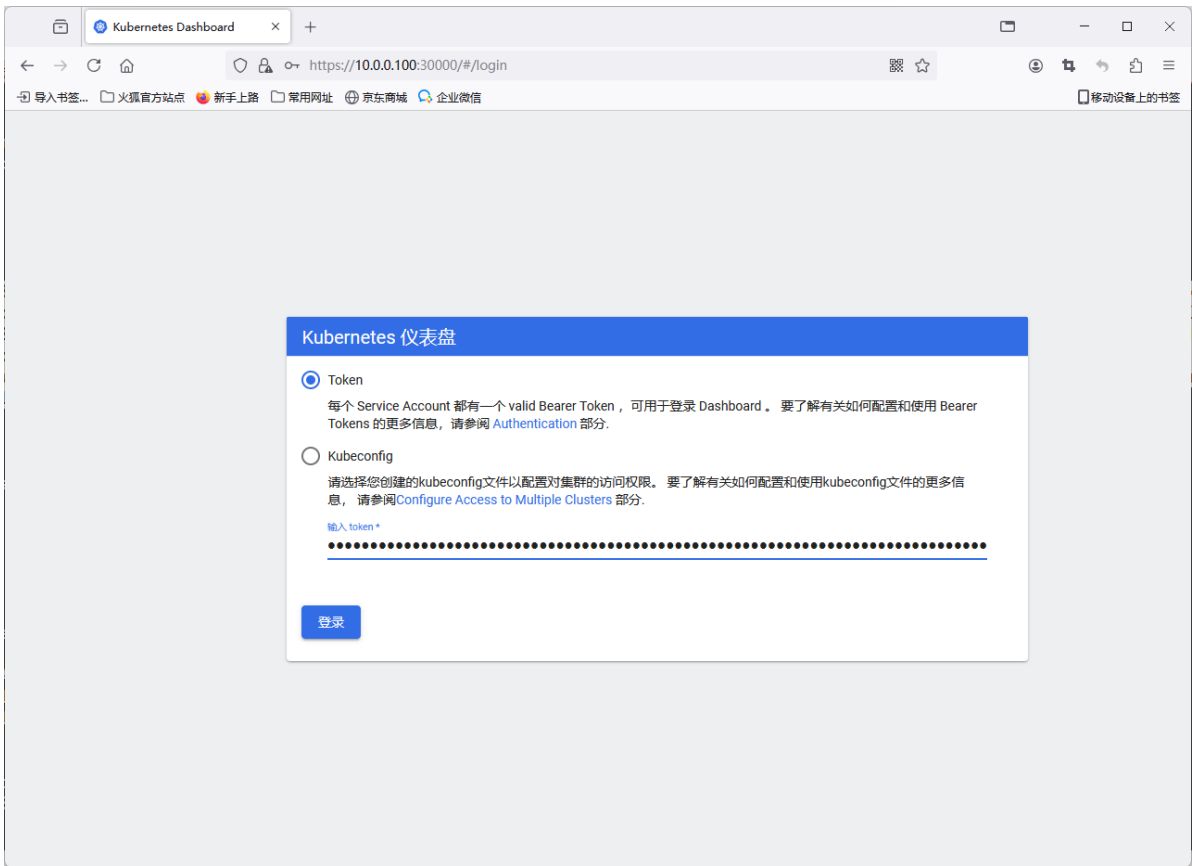 Kubernetes Dashboard
https://10.0.0.100:30000/#/login
导入书签... 火狐官方站点 新手上路 常用网址 京东商城 企业微信 移动设备上的书签
Kubernetes 仪表盘
Token
每个 Service Account 都有一个 valid Bearer Token ，可用于登录 Dashboard 。 要了解有关如何配置和使用 Bearer
Tokens 的更多信息，请参阅 Authentication 部分.
Kubeconfig
请选择您创建的kubeconfig文件以配置对集群的访问权限。 要了解有关如何配置和使用kubeconfig文件的更多信
息， 请参阅Configure Access to Multiple Clusters 部分.
输入 token *
登录